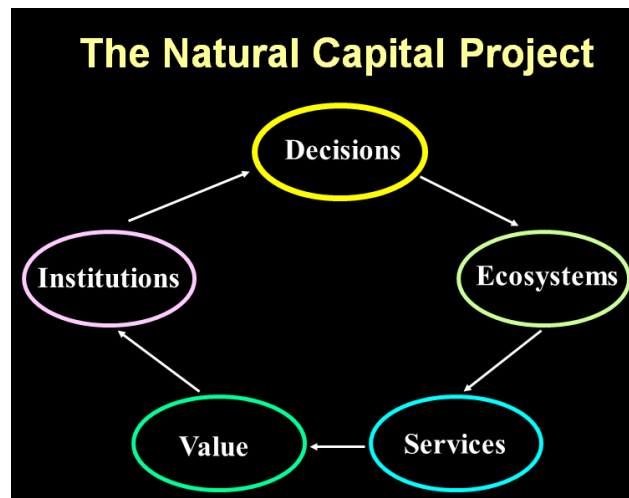 The Natural Capital Project
Decisions
Institutions
Ecosystems
Value
Services